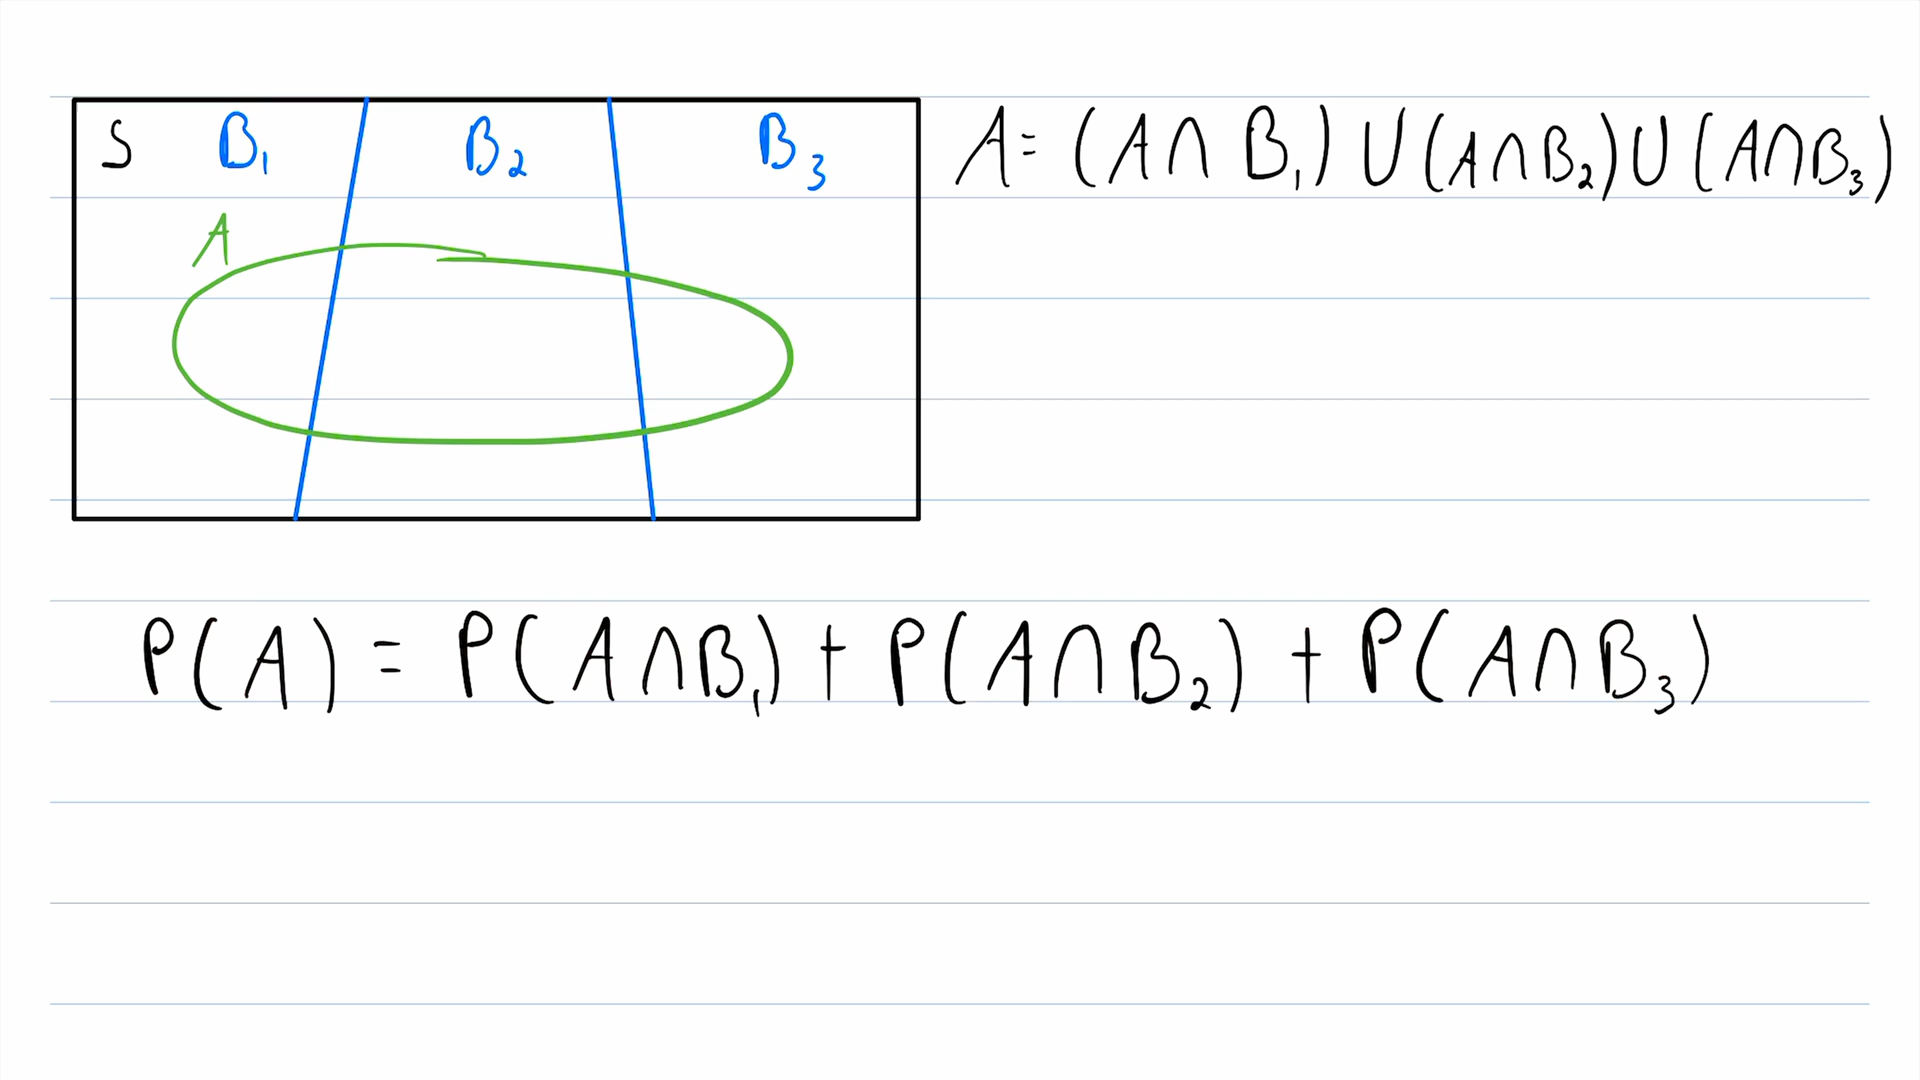 S B₁ B₂ B₃
A = (A∩B₁) ∪ (A∩B₂) ∪ (A∩B₃)
A
P(A) = P(A∩B₁) + P(A∩B₂) + P(A∩B₃)